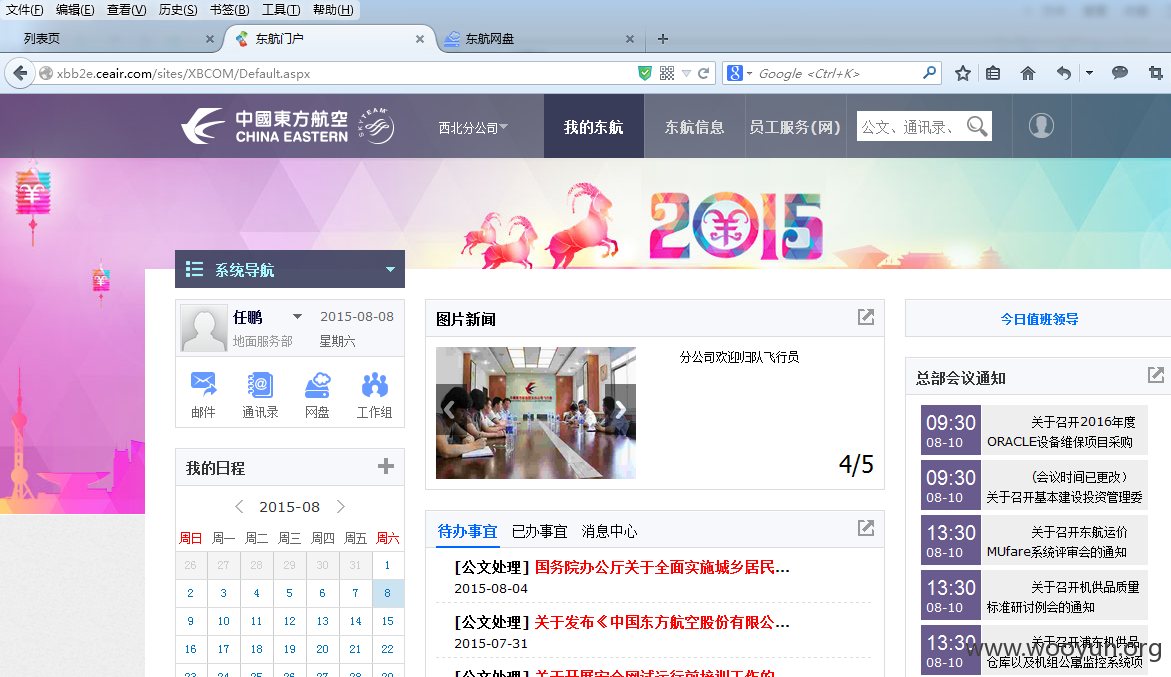 文件(F) 编辑(E) 查看(V) 历史(S) 书签(B) 工具(T) 帮助(H)
列表页 × 东航门户 × 东航网盘 × +
xbb2e.ceair.com/sites/XBCOM/Default.aspx
Google <Ctrl+K>
中國東方航空
CHINA EASTERN
SKYTEAM
西北分公司
我的东航
东航信息
员工服务(网)
公文、通讯录、
2015
系统导航
任鹏 2015-08-08
地面服务部 星期六
邮件 通讯录 网盘 工作组
我的日程
2015-08
周日 周一 周二 周三 周四 周五 周六
26 27 28 29 30 31 1
2 3 4 5 6 7 8
9 10 11 12 13 14 15
16 17 18 19 20 21 22
23 24 25 26 27 28 29
图片新闻
分公司欢迎归队飞行员
4/5
待办事宜 已办事宜 消息中心
[公文处理] 国务院办公厅关于全面实施城乡居民...
2015-08-04
[公文处理] 关于发布《中国东方航空股份有限公...
2015-07-31
[公文处理] 关于开展安全网试运行前培训工作的
今日值班领导
总部会议通知
09:30 关于召开2016年度
08-10 ORACLE设备维保项目采购
09:30 （会议时间已更改）
08-10 关于召开基本建设投资管理委
13:30 关于召开东航运价
08-10 MUfare系统评审会的通知
13:30 关于召开机供品质量
08-10 标准研讨例会的通知
13:30 关于召开浦东机供品
08-10 仓库以及机组公寓监控系统项
www.wooyun.org